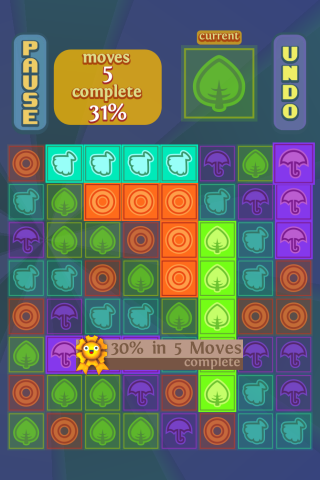 PAUSE
moves
5
complete
31%
current
UNDO
30% in 5 Moves
complete